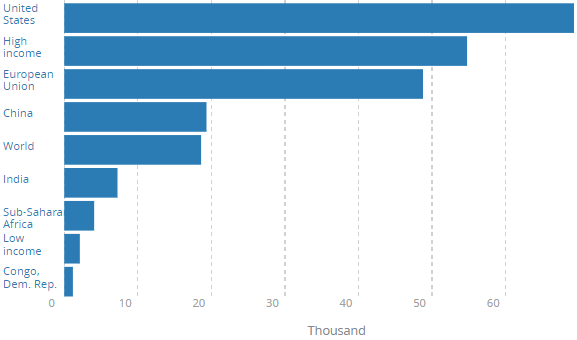 United
States
High
income
European
Union
China
World
India
Sub-Sahara
Africa
Low
income
Congo,
Dem. Rep.
0 10 20 30 40 50 60
Thousand